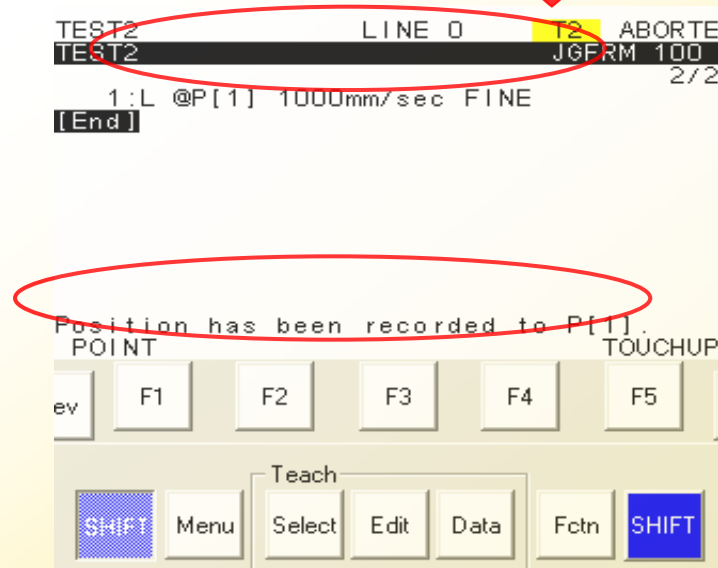 TEST2 LINE 0 T2 ABORTE
TEST2 JGFRM 100
2/2
1:L @P[1] 1000mm/sec FINE
[End]
Position has been recorded to P[1].
POINT TOUCHUP
ev F1 F2 F3 F4 F5
Teach
SHIFT Menu Select Edit Data Fctn SHIFT